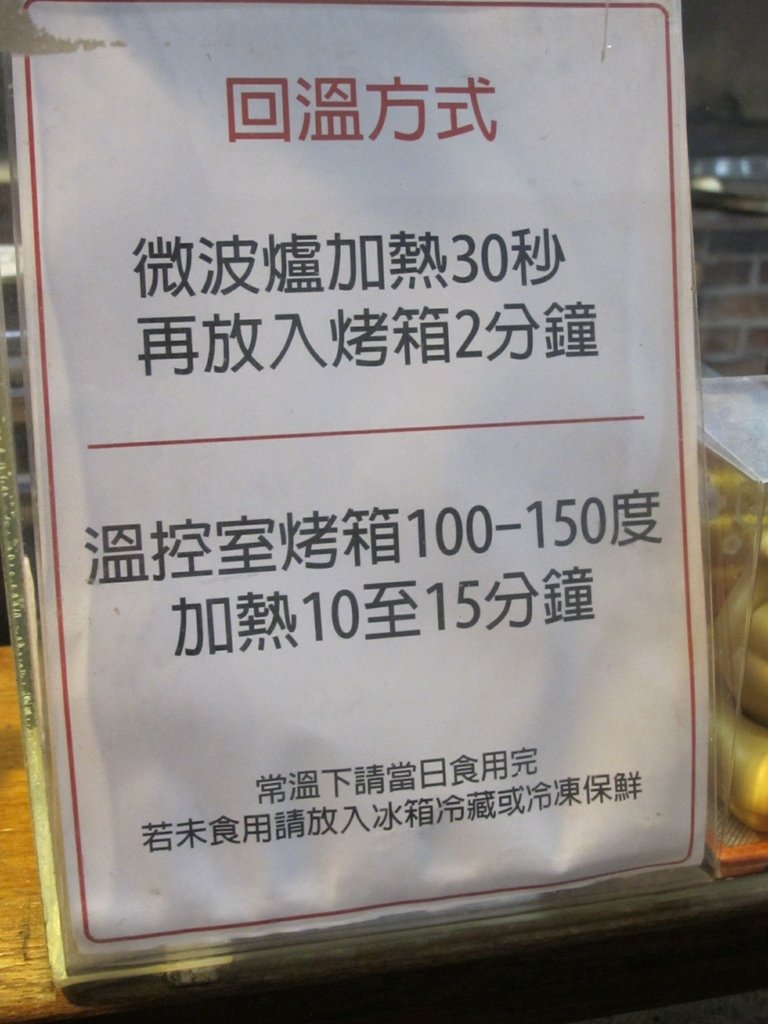 回溫方式
微波爐加熱30秒
再放入烤箱2分鐘
溫控室烤箱100-150度
加熱10至15分鐘
常溫下請當日食用完
若未食用請放入冰箱冷藏或冷凍保鮮